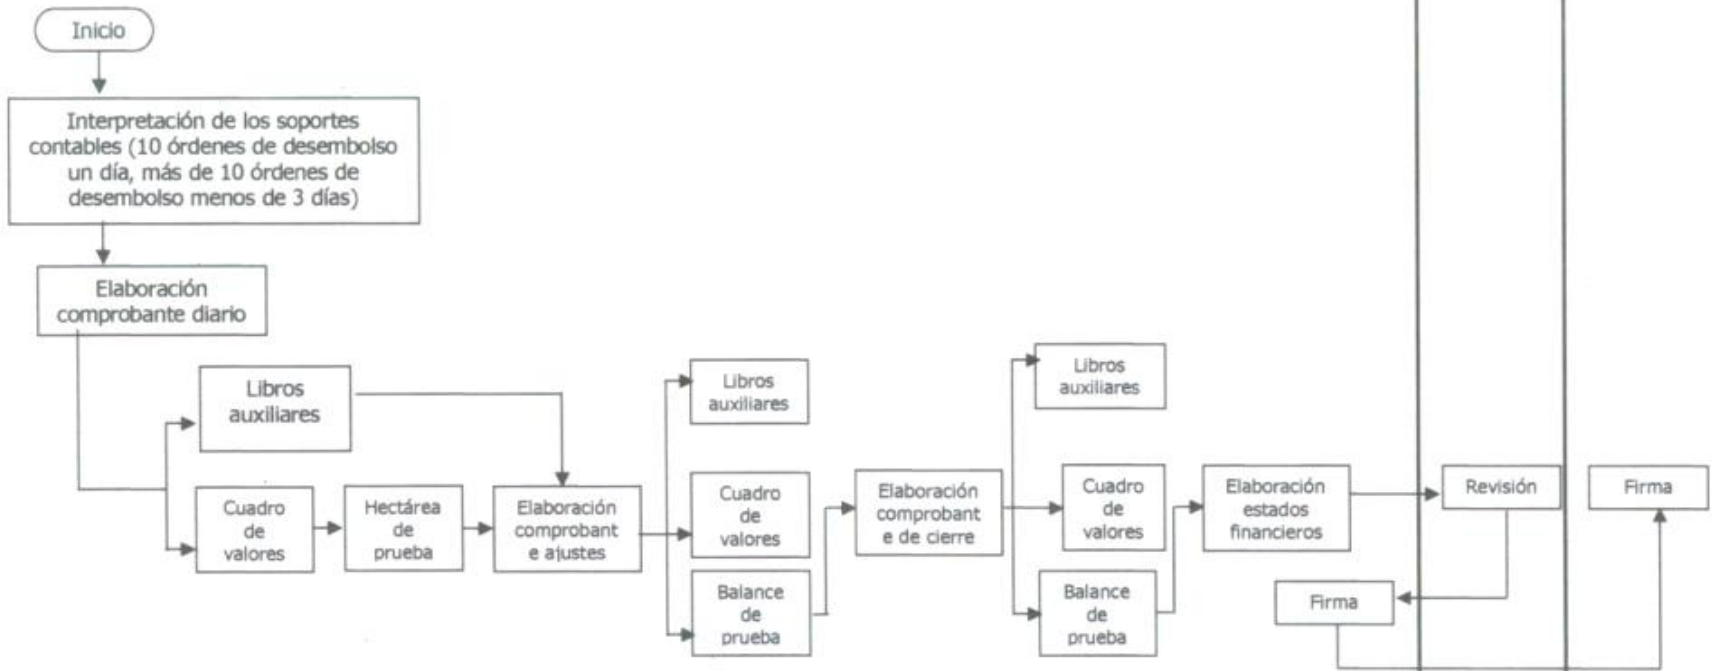 Inicio
Interpretación de los soportes
contables (10 órdenes de desembolso
un día, más de 10 órdenes de
desembolso menos de 3 días)
Elaboración
comprobante diario
Libros
auxiliares
Cuadro
de
valores
Hectárea
de
prueba
Elaboración
comprobant
e ajustes
Libros
auxiliares
Cuadro
de
valores
Balance
de
prueba
Elaboración
comprobant
e de cierre
Libros
auxiliares
Cuadro
de
valores
Balance
de
prueba
Elaboración
estados
financieros
Revisión
Firma
Firma